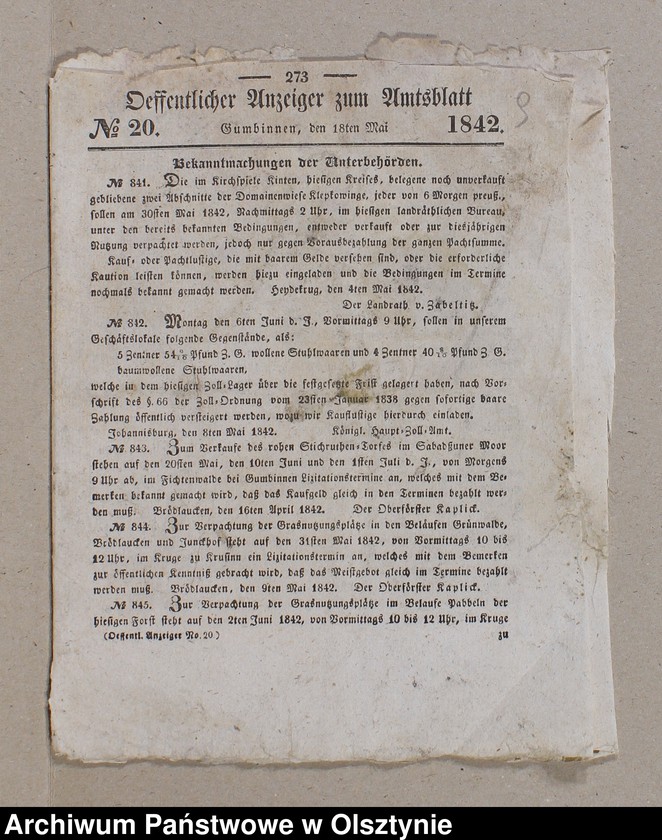 — 273 —
Oeffentlicher Anzeiger zum Amtsblatt
№ 20. Gumbinnen, den 18ten Mai 1842.
Bekanntmachungen der Unterbehörden.
№ 841. Die im Kirchspiele Kinten, hiesigen Kreises, belegene noch unverkauft
gebliebene zwei Abschnitte der Domainenwiese Klepkowinge, jeder von 6 Morgen preuß.,
sollen am 30sten Mai 1842, Nachmittags 2 Uhr, im hiesigen landräthlichen Bureau,
unter den bereits bekannten Bedingungen, entweder verkauft oder zur diesjährigen
Nutzung verpachtet werden, jedoch nur gegen Vorausbezahlung der ganzen Pachtsumme.
Kauf- oder Pachtlustige, die mit baarem Gelde versehen sind, oder die erforderliche
Kaution leisten können, werden hiezu eingeladen und die Bedingungen im Termine
nochmals bekannt gemacht werden. Heydekrug, den 4ten Mai 1842.
Der Landrath v. Zabeltitz.
№ 842. Montag den 6ten Juni d. J., Vormittags 9 Uhr, sollen in unserem
Geschäftslokale folgende Gegenstände, als:
5 Zentner 54 Pfund Z. G. wollene Stuhlwaaren und 4 Zentner 40 Pfund Z G.
baumwollene Stuhlwaaren,
welche in dem hiesigen Zoll-Lager über die festgesetzte Frist gelagert haben, nach Vor-
schrift des §. 66 der Zoll-Ordnung vom 23sten Januar 1838 gegen sofortige baare
Zahlung öffentlich versteigert werden, wozu wir Kauflustige hierdurch einladen.
Johannisburg, den 8ten Mai 1842. Königl. Haupt-Zoll-Amt.
№ 843. Zum Verkaufe des rohen Stichruthen-Torfes im Sabadßuner Moor
stehen auf den 20sten Mai, den 10ten Juni und den 1sten Juli d. J., von Morgens
9 Uhr ab, im Fichtenwalde bei Gumbinnen Lizitationstermine an, welches mit dem Be-
merken bekannt gemacht wird, daß das Kaufgeld gleich in den Terminen bezahlt wer-
den muß. Brödlaucken, den 16ten April 1842. Der Oberförster Kaplick.
№ 844. Zur Verpachtung der Grasnutzungsplätze in den Beläufen Grünwalde,
Brödlaucken und Junckhof steht auf den 31sten Mai 1842, von Vormittags 10 bis
12 Uhr, im Kruge zu Krusinn ein Lizitationstermin an, welches mit dem Bemerken
zur öffentlichen Kenntniß gebracht wird, daß das Meistgebot gleich im Termine bezahlt
werden muß. Brödlaucken, den 9ten Mai 1842. Der Oberförster Kaplick.
№ 845. Zur Verpachtung der Grasnutzungsplätze im Belaufe Pabbeln der
hiesigen Forst steht auf den 2ten Juni 1842, von Vormittags 10 bis 12 Uhr, im Kruge
(Oeffentl. Anzeiger No. 20) zu
Archiwum Państwowe w Olsztynie